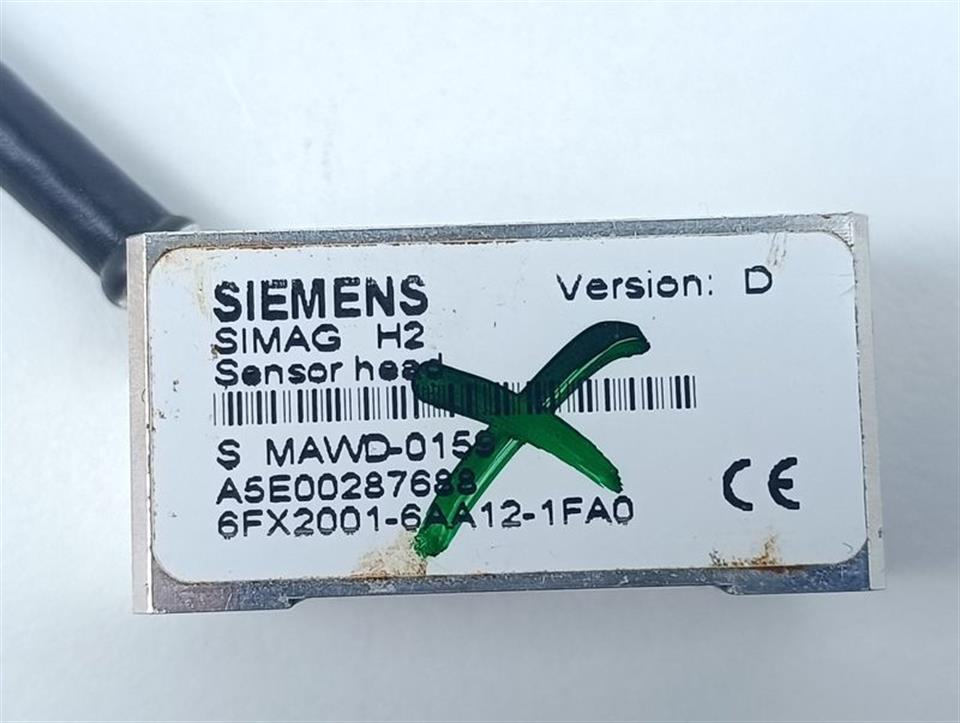 SIEMENS
Version: D
SIMAG H2
Sensor head
S MAWD-0159
A5E00287688
6FX2001-6AA12-1FA0
CE